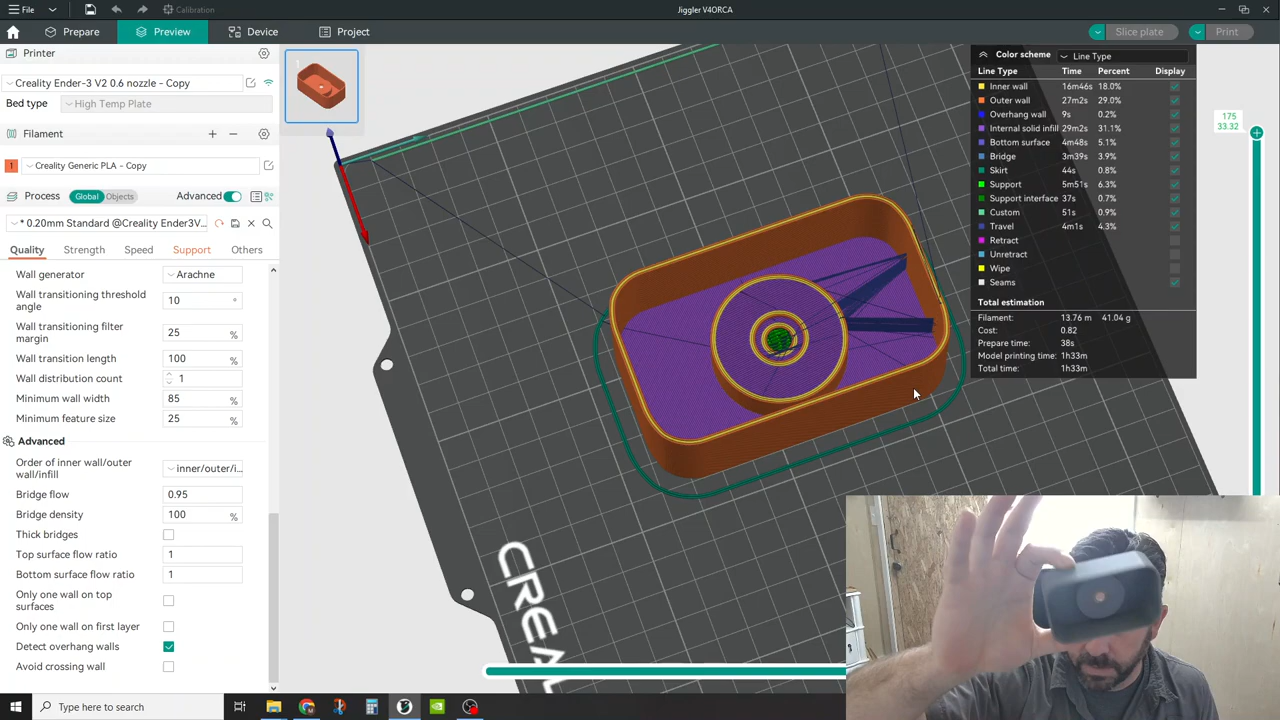 File
Calibration
Jiggler V4ORCA
Prepare
Preview
Device
Project
Slice plate
Print
Printer
Creality Ender-3 V2 0.6 nozzle - Copy
Bed type
High Temp Plate
Filament
1
Creality Generic PLA - Copy
Process
Global
Objects
Advanced
* 0.20mm Standard @Creality Ender3V...
Quality
Strength
Speed
Support
Others
Wall generator
Arachne
Wall transitioning threshold angle
10
°
Wall transitioning filter margin
25
%
Wall transition length
100
%
Wall distribution count
1
Minimum wall width
85
%
Minimum feature size
25
%
Advanced
Order of inner wall/outer wall/infill
inner/outer/i...
Bridge flow
0.95
Bridge density
100
%
Thick bridges
Top surface flow ratio
1
Bottom surface flow ratio
1
Only one wall on top surfaces
Only one wall on first layer
Detect overhang walls
Avoid crossing wall
1
Color scheme
Line Type
Line Type Time Percent Display
Inner wall 16m46s 18.0%
Outer wall 27m2s 29.0%
Overhang wall 9s 0.2%
Internal solid infill 29m2s 31.1%
Bottom surface 4m48s 5.1%
Bridge 3m39s 3.9%
Skirt 44s 0.8%
Support 5m51s 6.3%
Support interface 37s 0.7%
Custom 51s 0.9%
Travel 4m1s 4.3%
Retract
Unretract
Wipe
Seams
Total estimation
Filament: 13.76 m 41.04 g
Cost: 0.82
Prepare time: 38s
Model printing time: 1h33m
Total time: 1h33m
175
33.32
CREAL
Type here to search